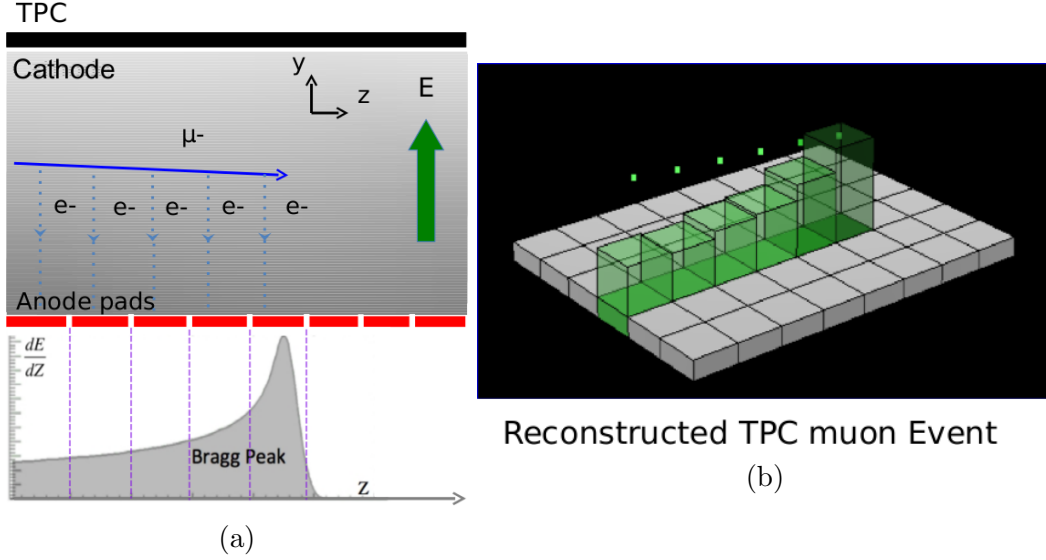 TPC
Cathode
y
z
E
μ-
e- e- e- e- e-
Anode pads
dE
dZ
Bragg Peak
z
(a)
Reconstructed TPC muon Event
(b)